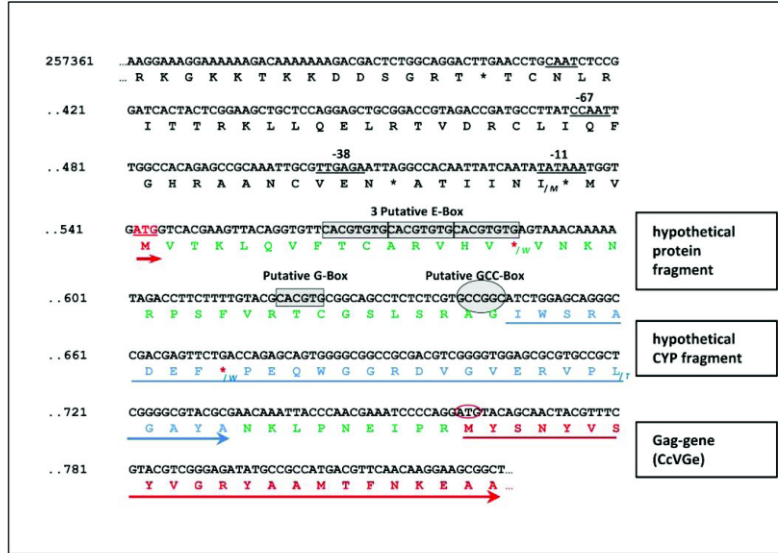 257361 …AAGGAAAGGAAAAAAGACAAAAAAAGACGACTCTGGCAGGACTTGAACCTGCAATCTCCG
… R K G K K T K K D D S G R T * T C N L R
-67
..421 GATCACTACTCGGAAGCTGCTCCAGGAGCTGCGGACCGTAGACCGATGCCTTATCCAATT
I T T R K L L Q E L R T V D R C L I Q F
-38 -11
..481 TGGCCACAGAGCCGCAAATTGCGTTGAGAATTAGGCCACAATTATCAATATATAAATGGT
G H R A A N C V E N * A T I I N I/M * M V
3 Putative E-Box
..541 GATGGTCACGAAGTTACAGGTGTTCACGTGTGCACGTGTGCACGTGTGAGTAAACAAAAA
M V T K L Q V F T C A R V H V */W V N K N
hypothetical
protein
fragment
Putative G-Box Putative GCC-Box
..601 TAGACCTTCTTTTGTACGCACGTGCGGCAGCCTCTCTCGTGCCGGCATCTGGAGCAGGGC
R P S F V R T C G S L S R A G I W S R A
..661 CGACGAGTTCTGACCAGAGCAGTGGGGCGGCCGCGACGTCGGGGTGGAGCGCGTGCCGCT
D E F */W P E Q W G G R D V G V E R V P L/T
hypothetical
CYP fragment
..721 CGGGGCGTACGCGAACAAATTACCCAACGAAATCCCCAGGATGTACAGCAACTACGTTTC
G A Y A N K L P N E I P R M Y S N Y V S
Gag-gene
(CcVGe)
..781 GTACGTCGGGAGATATGCCGCCATGACGTTCAACAAGGAAGCGGCT…
Y V G R Y A A M T F N K E A A …